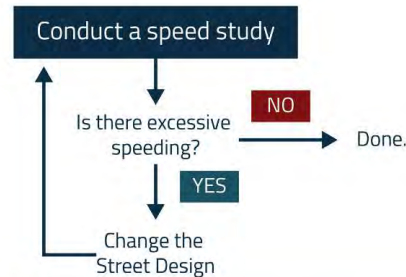 Conduct a speed study
NO
Is there excessive
speeding?
Done.
YES
Change the
Street Design